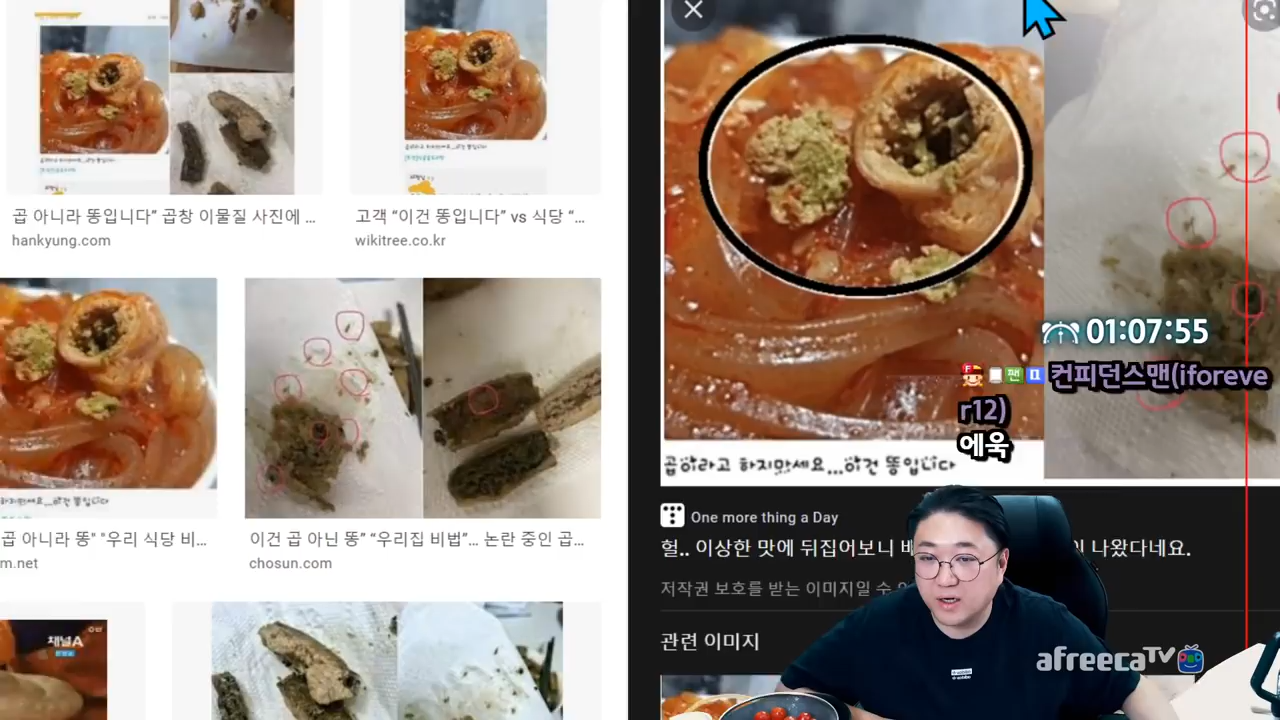 곱 아니라 똥입니다” 곱창 이물질 사진에 ...
hankyung.com
고객 “이건 똥입니다” vs 식당 “...
wikitree.co.kr
곱 아니라 똥" "우리 식당 비...
m.net
이건 곱 아닌 똥” “우리집 비법”... 논란 중인 곱...
chosun.com
채널A
곱이라고 하지만세요...이건 똥입니다
01:07:55
F 팬 컨피던스맨(iforeve
r12)
에욱
One more thing a Day
헐.. 이상한 맛에 뒤집어보니
나왔다네요.
저작권 보호를 받는 이미지일 수
관련 이미지
afreecaTV